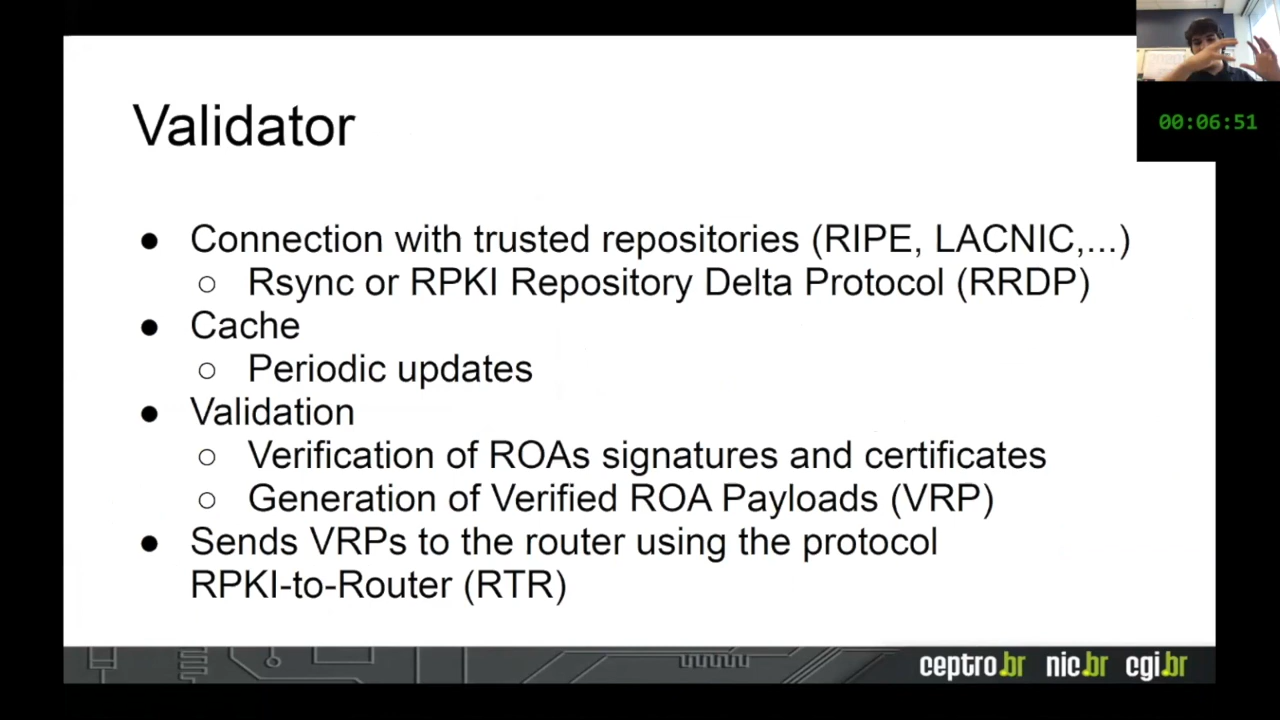 Validator
00:06:51
● Connection with trusted repositories (RIPE, LACNIC,...)
○ Rsync or RPKI Repository Delta Protocol (RRDP)
● Cache
○ Periodic updates
● Validation
○ Verification of ROAs signatures and certificates
○ Generation of Verified ROA Payloads (VRP)
● Sends VRPs to the router using the protocol
RPKI-to-Router (RTR)
ceptro.br nic.br cgi.br